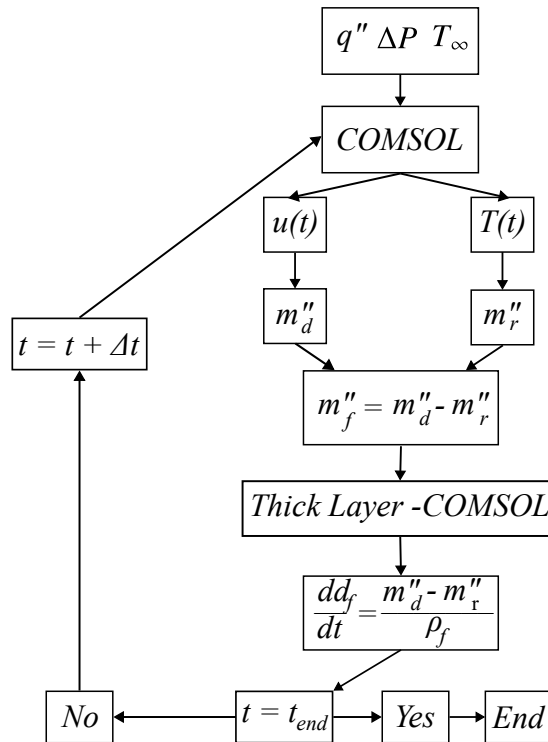 q″ ΔP T∞
COMSOL
u(t) T(t)
m″d m″r
t = t + Δt
m″f = m″d - m″r
Thick Layer -COMSOL
ddf/dt = m″d - m″r/ρf
No t = tend Yes End